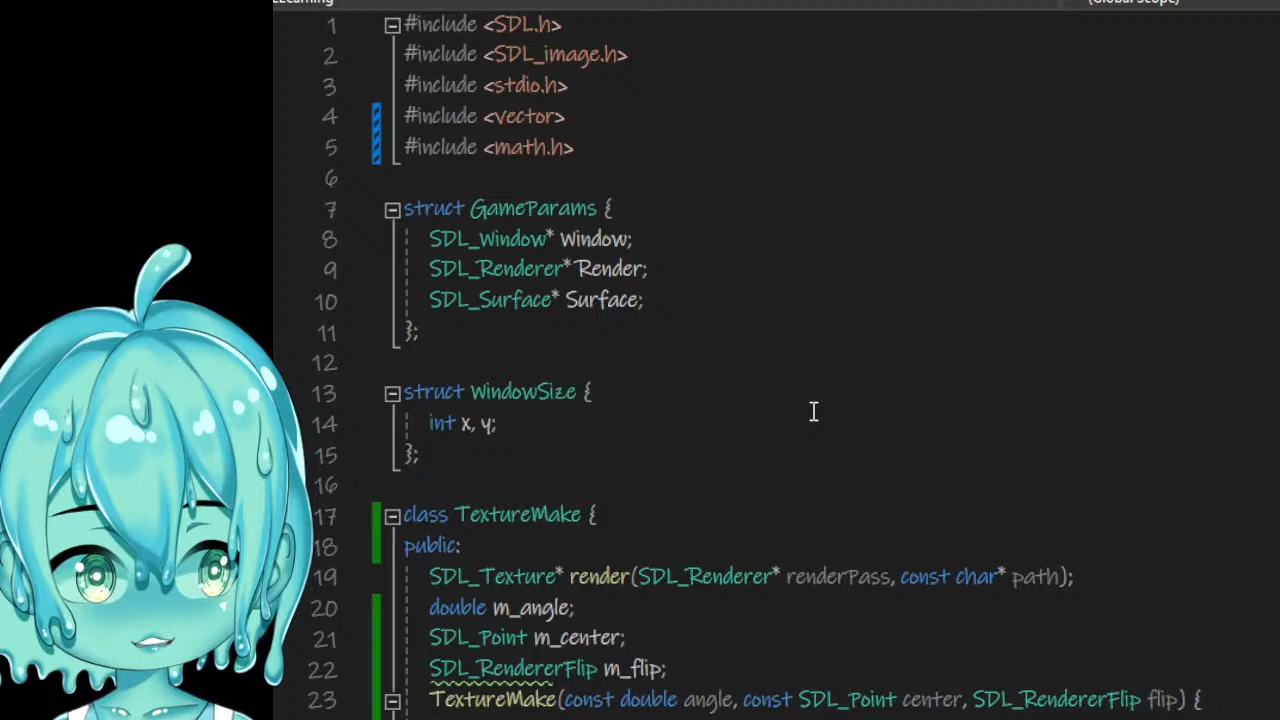 (Global Scope)
1 #include <SDL.h>
2 #include <SDL_image.h>
3 #include <stdio.h>
4 #include <vector>
5 #include <math.h>
6
7 struct GameParams {
8 SDL_Window* Window;
9 SDL_Renderer* Render;
10 SDL_Surface* Surface;
11 };
12
13 struct WindowSize {
14 int x, y;
15 };
16
17 class TextureMake {
18 public:
19 SDL_Texture* render(SDL_Renderer* renderPass, const char* path);
20 double m_angle;
21 SDL_Point m_center;
22 SDL_RendererFlip m_flip;
23 TextureMake(const double angle, const SDL_Point center, SDL_RendererFlip flip) {